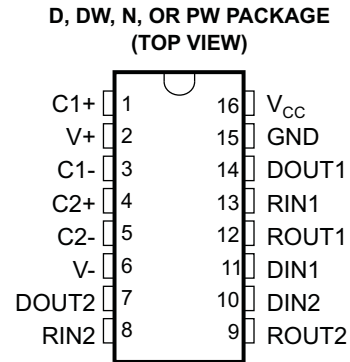 D, DW, N, OR PW PACKAGE
(TOP VIEW)
C1+ 1 16 VCC
V+ 2 15 GND
C1- 3 14 DOUT1
C2+ 4 13 RIN1
C2- 5 12 ROUT1
V- 6 11 DIN1
DOUT2 7 10 DIN2
RIN2 8 9 ROUT2